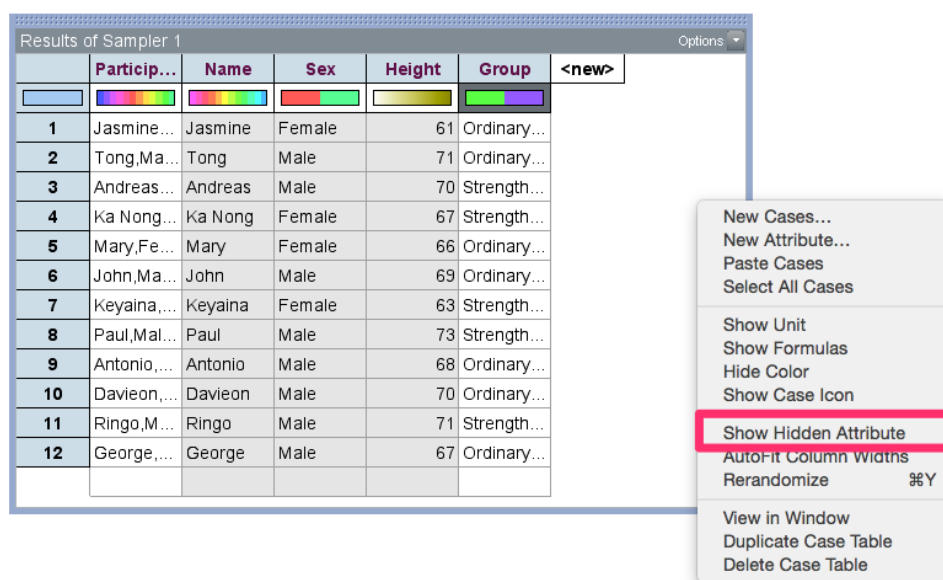 Results of Sampler 1 Options
Particip... Name Sex Height Group <new>
1 Jasmine... Jasmine Female 61 Ordinary...
2 Tong,Ma... Tong Male 71 Ordinary...
3 Andreas... Andreas Male 70 Strength...
4 Ka Nong... Ka Nong Female 67 Strength...
5 Mary,Fe... Mary Female 66 Ordinary...
6 John,Ma... John Male 69 Ordinary...
7 Keyaina,... Keyaina Female 63 Strength...
8 Paul,Mal... Paul Male 73 Strength...
9 Antonio,... Antonio Male 68 Ordinary...
10 Davieon,... Davieon Male 70 Ordinary...
11 Ringo,M... Ringo Male 71 Strength...
12 George,... George Male 67 Ordinary...
New Cases...
New Attribute...
Paste Cases
Select All Cases
Show Unit
Show Formulas
Hide Color
Show Case Icon
Show Hidden Attribute
AutoFit Column Widths
Rerandomize ⌘Y
View in Window
Duplicate Case Table
Delete Case Table